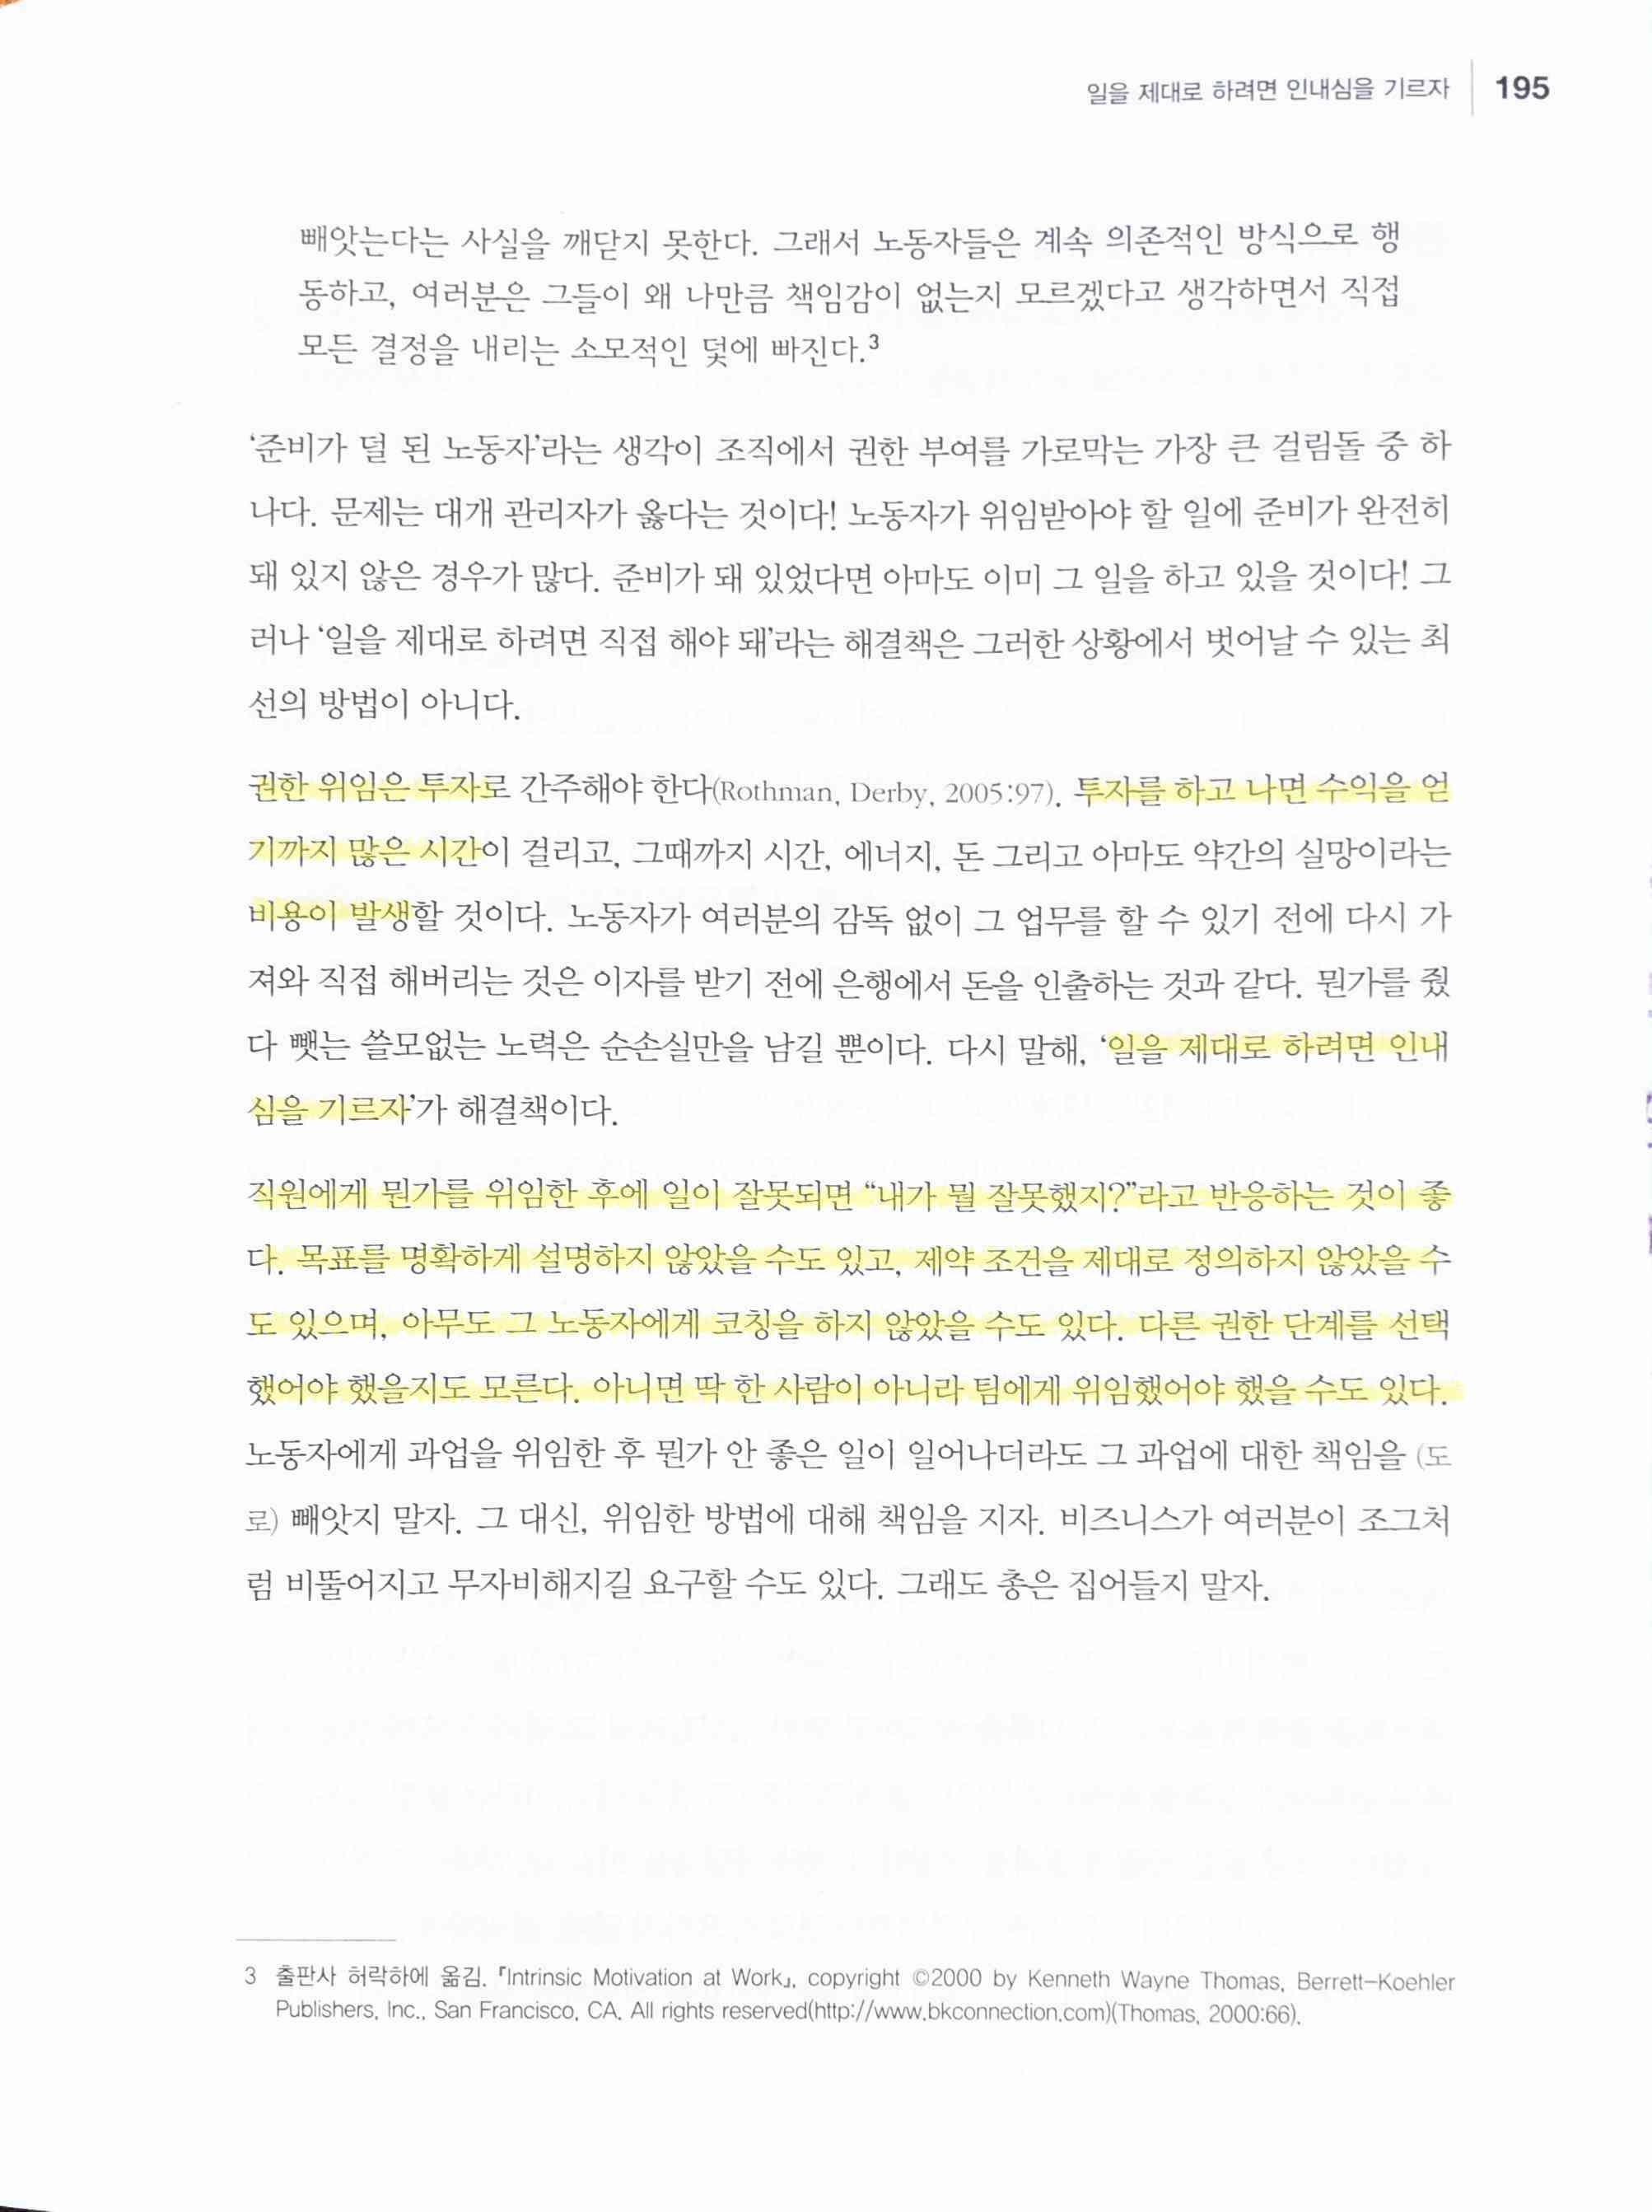 일을 제대로 하려면 인내심을 기르자 195
빼앗는다는 사실을 깨닫지 못한다. 그래서 노동자들은 계속 의존적인 방식으로 행
동하고, 여러분은 그들이 왜 나만큼 책임감이 없는지 모르겠다고 생각하면서 직접
모든 결정을 내리는 소모적인 덫에 빠진다.3
‘준비가 덜 된 노동자’라는 생각이 조직에서 권한 부여를 가로막는 가장 큰 걸림돌 중 하
나다. 문제는 대개 관리자가 옳다는 것이다! 노동자가 위임받아야 할 일에 준비가 완전히
돼 있지 않은 경우가 많다. 준비가 돼 있었다면 아마도 이미 그 일을 하고 있을 것이다! 그
러나 ‘일을 제대로 하려면 직접 해야 돼’라는 해결책은 그러한 상황에서 벗어날 수 있는 최
선의 방법이 아니다.
권한 위임은 투자로 간주해야 한다(Rothman, Derby, 2005:97). 투자를 하고 나면 수익을 얻
기까지 많은 시간이 걸리고, 그때까지 시간, 에너지, 돈 그리고 아마도 약간의 실망이라는
비용이 발생할 것이다. 노동자가 여러분의 감독 없이 그 업무를 할 수 있기 전에 다시 가
져와 직접 해버리는 것은 이자를 받기 전에 은행에서 돈을 인출하는 것과 같다. 뭔가를 줬
다 뺏는 쓸모없는 노력은 순손실만을 남길 뿐이다. 다시 말해, ‘일을 제대로 하려면 인내
심을 기르자’가 해결책이다.
직원에게 뭔가를 위임한 후에 일이 잘못되면 “내가 뭘 잘못했지?”라고 반응하는 것이 좋
다. 목표를 명확하게 설명하지 않았을 수도 있고, 제약 조건을 제대로 정의하지 않았을 수
도 있으며, 아무도 그 노동자에게 코칭을 하지 않았을 수도 있다. 다른 권한 단계를 선택
했어야 했을지도 모른다. 아니면 딱 한 사람이 아니라 팀에게 위임했어야 했을 수도 있다.
노동자에게 과업을 위임한 후 뭔가 안 좋은 일이 일어나더라도 그 과업에 대한 책임을 (도
로) 빼앗지 말자. 그 대신, 위임한 방법에 대해 책임을 지자. 비즈니스가 여러분이 조그처
럼 비뚤어지고 무자비해지길 요구할 수도 있다. 그래도 총은 집어들지 말자.
3 출판사 허락하에 옮김. 『Intrinsic Motivation at Work』, copyright ©2000 by Kenneth Wayne Thomas, Berrett-Koehler
Publishers, Inc., San Francisco, CA. All rights reserved(http://www.bkconnection.com)(Thomas, 2000:66).